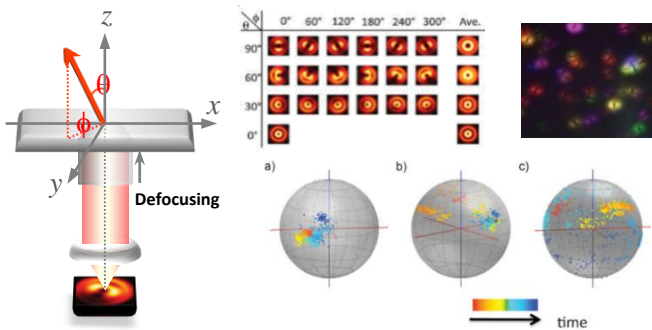 z
θ
x
ϕ
y
Defocusing
θ ϕ 0° 60° 120° 180° 240° 300° Ave.
90°
60°
30°
0°
a) b) c)
time